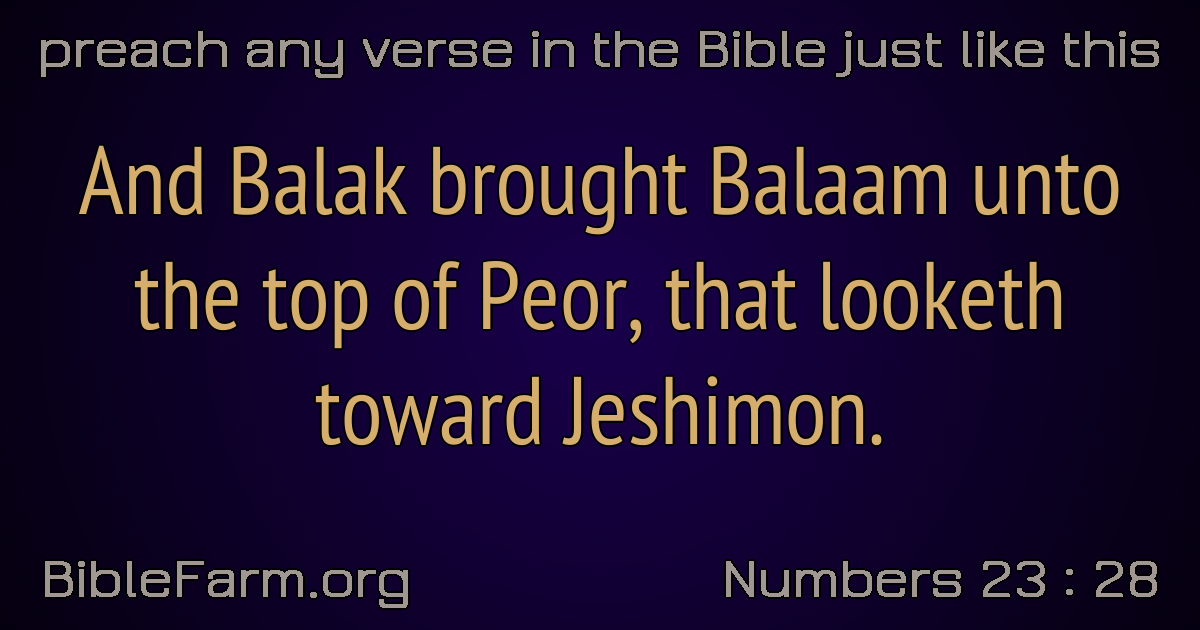 preach any verse in the Bible just like this
And Balak brought Balaam unto
the top of Peor, that looketh
toward Jeshimon.
BibleFarm.org
Numbers 23 : 28